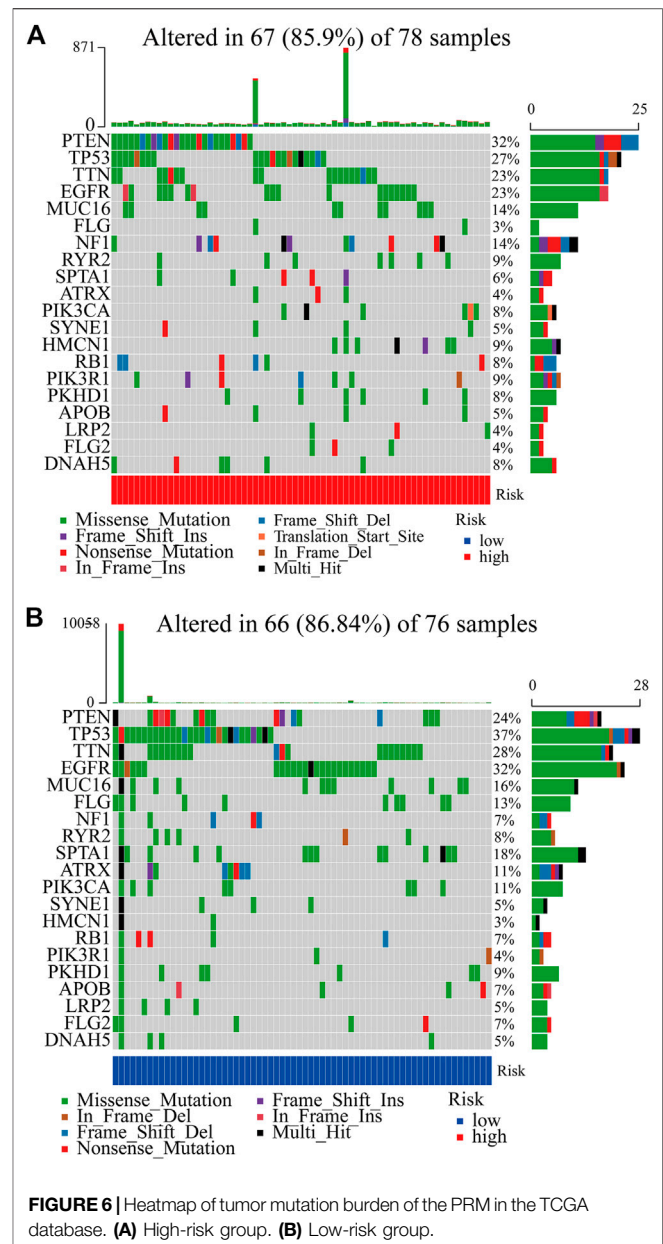 A
Altered in 67 (85.9%) of 78 samples
871
0
0 25
PTEN 32%
TP53 27%
TTN 23%
EGFR 23%
MUC16 14%
FLG 3%
NF1 14%
RYR2 9%
SPTA1 6%
ATRX 4%
PIK3CA 8%
SYNE1 5%
HMCN1 9%
RB1 8%
PIK3R1 9%
PKHD1 8%
APOB 5%
LRP2 4%
FLG2 4%
DNAH5 8%
Risk
Missense_Mutation Frame_Shift_Del Risk
Frame_Shift_Ins Translation_Start_Site low
Nonsense_Mutation In_Frame_Del high
In_Frame_Ins Multi_Hit
B
Altered in 66 (86.84%) of 76 samples
10058
0
0 28
PTEN 24%
TP53 37%
TTN 28%
EGFR 32%
MUC16 16%
FLG 13%
NF1 7%
RYR2 8%
SPTA1 18%
ATRX 11%
PIK3CA 11%
SYNE1 5%
HMCN1 3%
RB1 7%
PIK3R1 4%
PKHD1 9%
APOB 7%
LRP2 5%
FLG2 7%
DNAH5 5%
Risk
Missense_Mutation Frame_Shift_Ins Risk
In_Frame_Del In_Frame_Ins low
Frame_Shift_Del Multi_Hit high
Nonsense_Mutation
FIGURE 6 | Heatmap of tumor mutation burden of the PRM in the TCGA
database. (A) High-risk group. (B) Low-risk group.